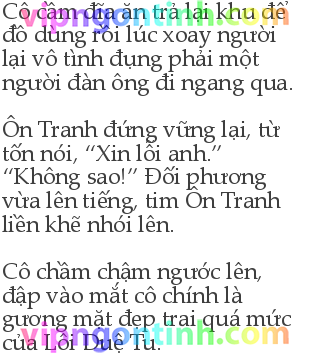 Cô cầm đĩa ăn trả lại khu để
đồ dùng rồi lúc xoay người
lại vô tình đụng phải một
người đàn ông đi ngang qua.
Ôn Tranh đứng vững lại, từ
tốn nói, “Xin lỗi anh.”
“Không sao!” Đối phương
vừa lên tiếng, tim Ôn Tranh
liền khẽ nhói lên.
Cô chầm chậm ngước lên,
đập vào mắt cô chính là
gương mặt đẹp trai quá mức
của Lôi Duệ Tu.
vipngontinh.com
vipngontinh.com
vipngontinh.com
vipngontinh.com